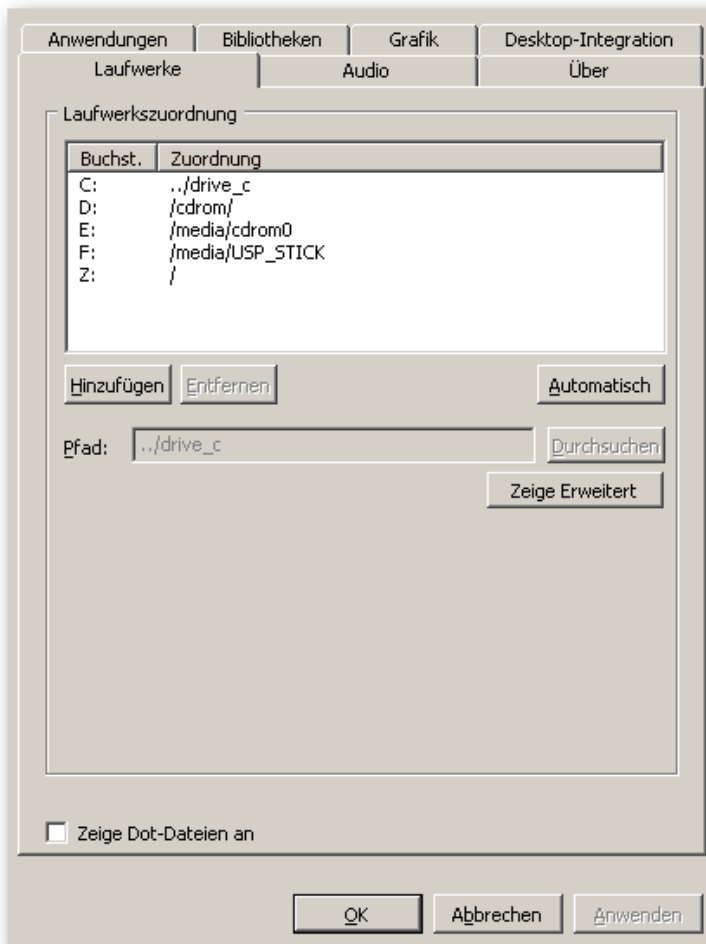 Anwendungen Bibliotheken Grafik Desktop-Integration
Laufwerke Audio Über
Laufwerkszuordnung
Buchst. Zuordnung
C: ../drive_c
D: /cdrom/
E: /media/cdrom0
F: /media/USP_STICK
Z: /
Hinzufügen Entfernen Automatisch
Pfad: ../drive_c Durchsuchen
Zeige Erweitert
Zeige Dot-Dateien an
OK Abbrechen Anwenden